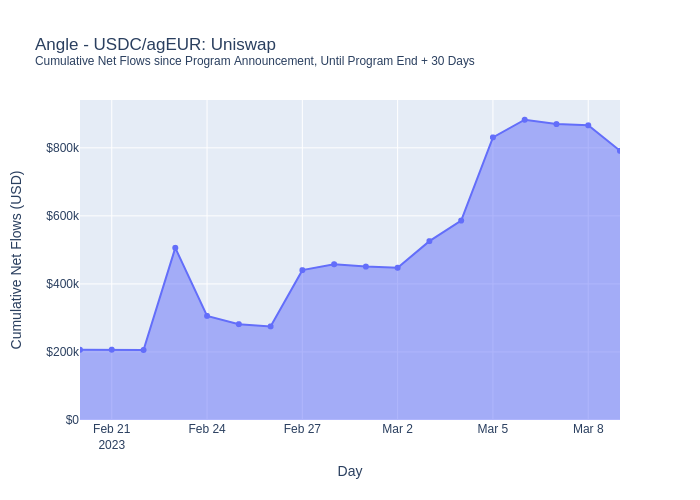 Angle - USDC/agEUR: Uniswap
Cumulative Net Flows since Program Announcement, Until Program End + 30 Days
Cumulative Net Flows (USD)
$800k
$600k
$400k
$200k
$0
Feb 21
2023
Feb 24
Feb 27
Mar 2
Mar 5
Mar 8
Day